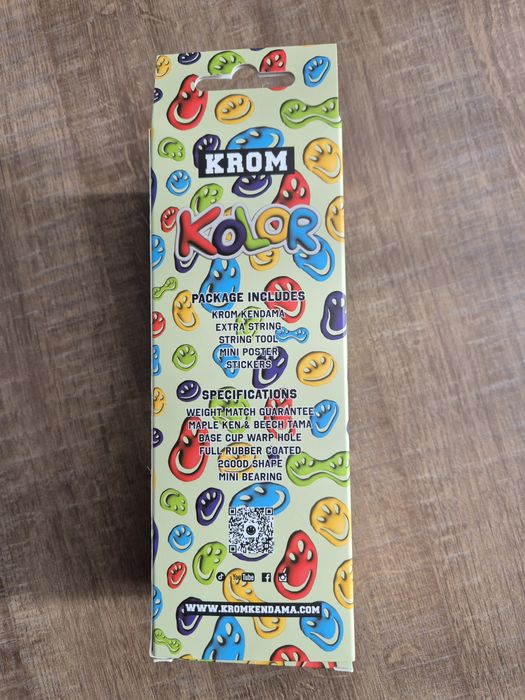 KROM
KOLOR
PACKAGE INCLUDES
KROM KENDAMA
EXTRA STRING
STRING TOOL
MINI POSTER
STICKERS
SPECIFICATIONS
WEIGHT MATCH GUARANTEE
MAPLE KEN & BEECH TAMA
BASE CUP WARP HOLE
FULL RUBBER COATED
2GOOD SHAPE
MINI BEARING
YouTube
WWW.KROMKENDAMA.COM